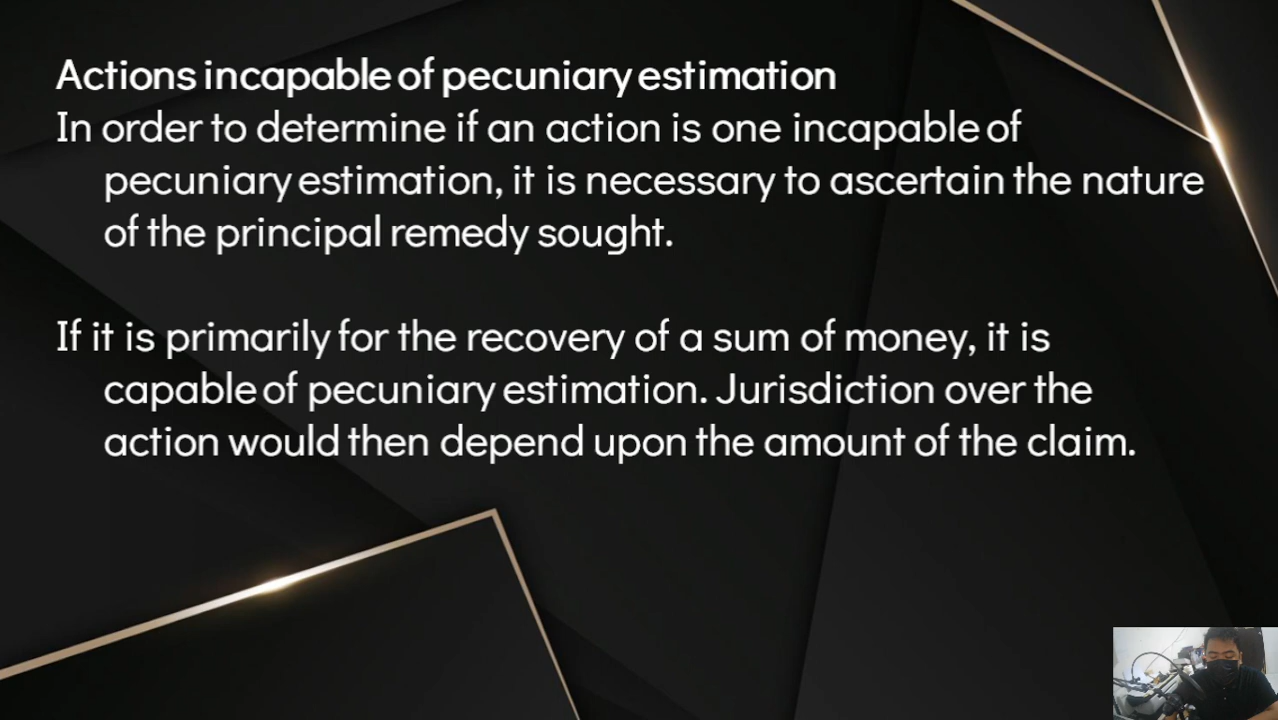 Actions incapable of pecuniary estimation
In order to determine if an action is one incapable of
pecuniary estimation, it is necessary to ascertain the nature
of the principal remedy sought.
If it is primarily for the recovery of a sum of money, it is
capable of pecuniary estimation. Jurisdiction over the
action would then depend upon the amount of the claim.